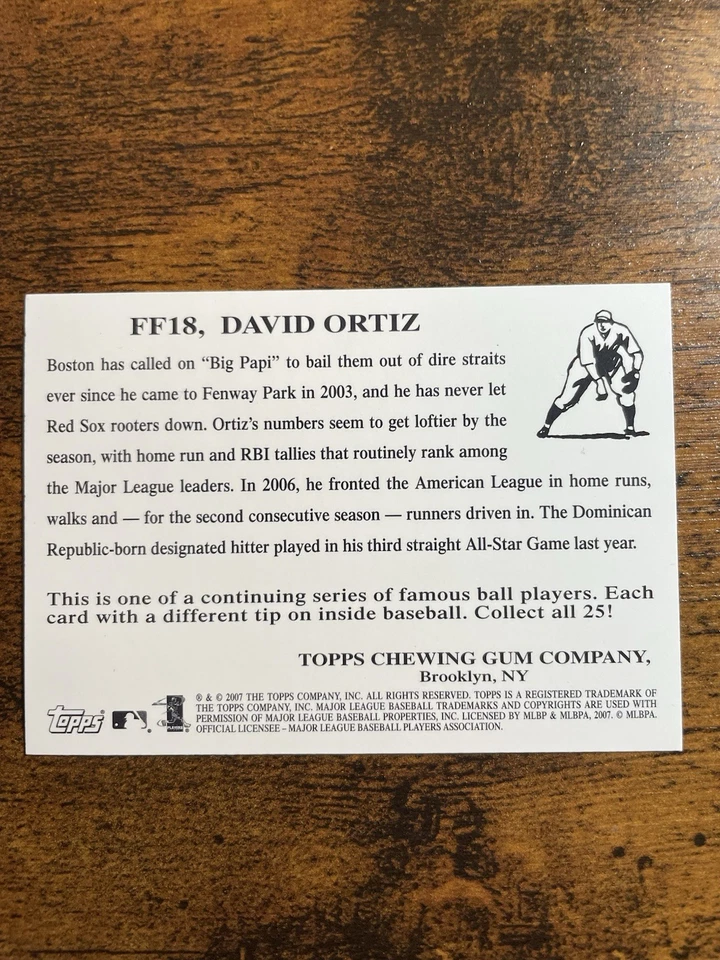 FF18, DAVID ORTIZ
Boston has called on “Big Papi” to bail them out of dire straits
ever since he came to Fenway Park in 2003, and he has never let
Red Sox rooters down. Ortiz’s numbers seem to get loftier by the
season, with home run and RBI tallies that routinely rank among
the Major League leaders. In 2006, he fronted the American League in home runs,
walks and — for the second consecutive season — runners driven in. The Dominican
Republic-born designated hitter played in his third straight All-Star Game last year.
This is one of a continuing series of famous ball players. Each
card with a different tip on inside baseball. Collect all 25!
TOPPS CHEWING GUM COMPANY,
Brooklyn, NY
® & © 2007 THE TOPPS COMPANY, INC. ALL RIGHTS RESERVED. TOPPS IS A REGISTERED TRADEMARK OF
THE TOPPS COMPANY, INC. MAJOR LEAGUE BASEBALL TRADEMARKS AND COPYRIGHTS ARE USED WITH
PERMISSION OF MAJOR LEAGUE BASEBALL PROPERTIES, INC. LICENSED BY MLBP & MLBPA, 2007. © MLBPA.
OFFICIAL LICENSEE – MAJOR LEAGUE BASEBALL PLAYERS ASSOCIATION.
topps
PLAYERS